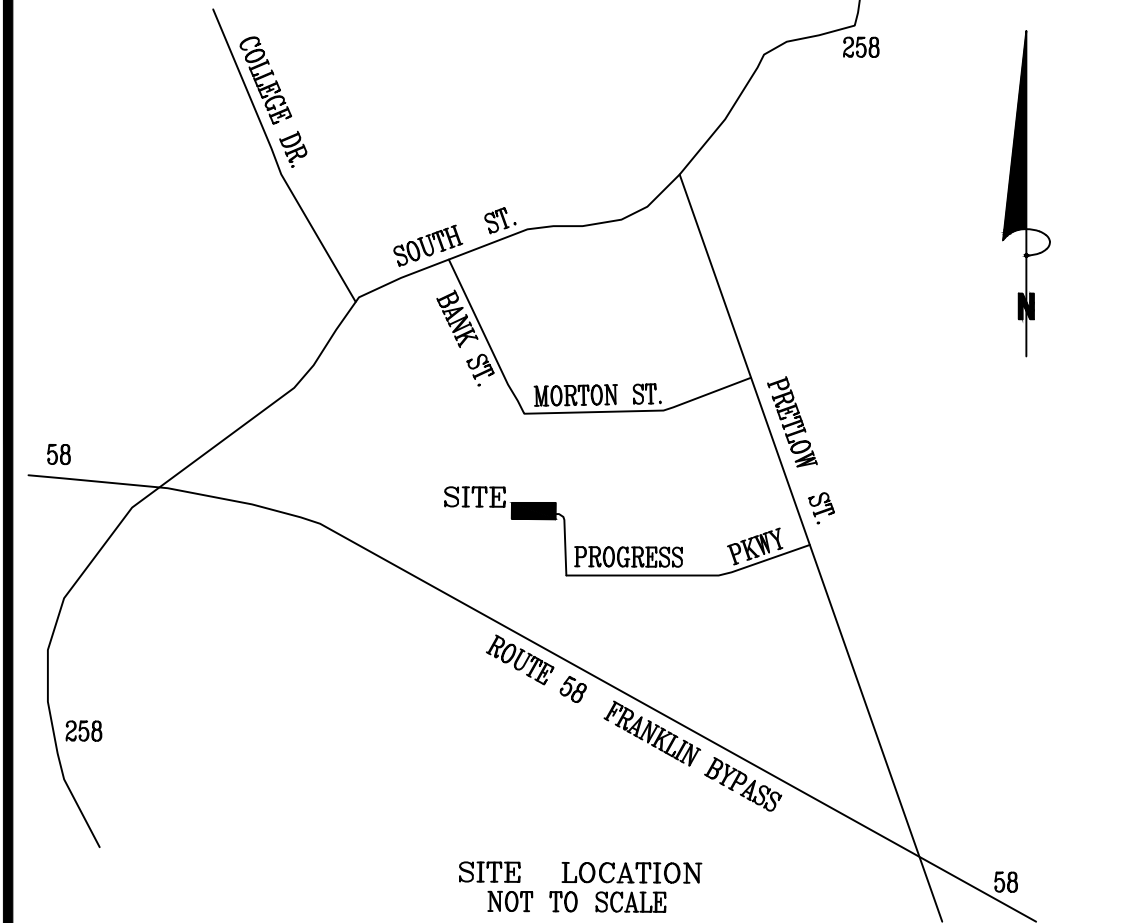 258
COLLEGE DR.
SOUTH ST.
BANK ST.
N
MORTON ST.
PRETLOW ST.
58
SITE
PROGRESS PKWY
ROUTE 58 FRANKLIN BYPASS
258
SITE LOCATION
58
NOT TO SCALE